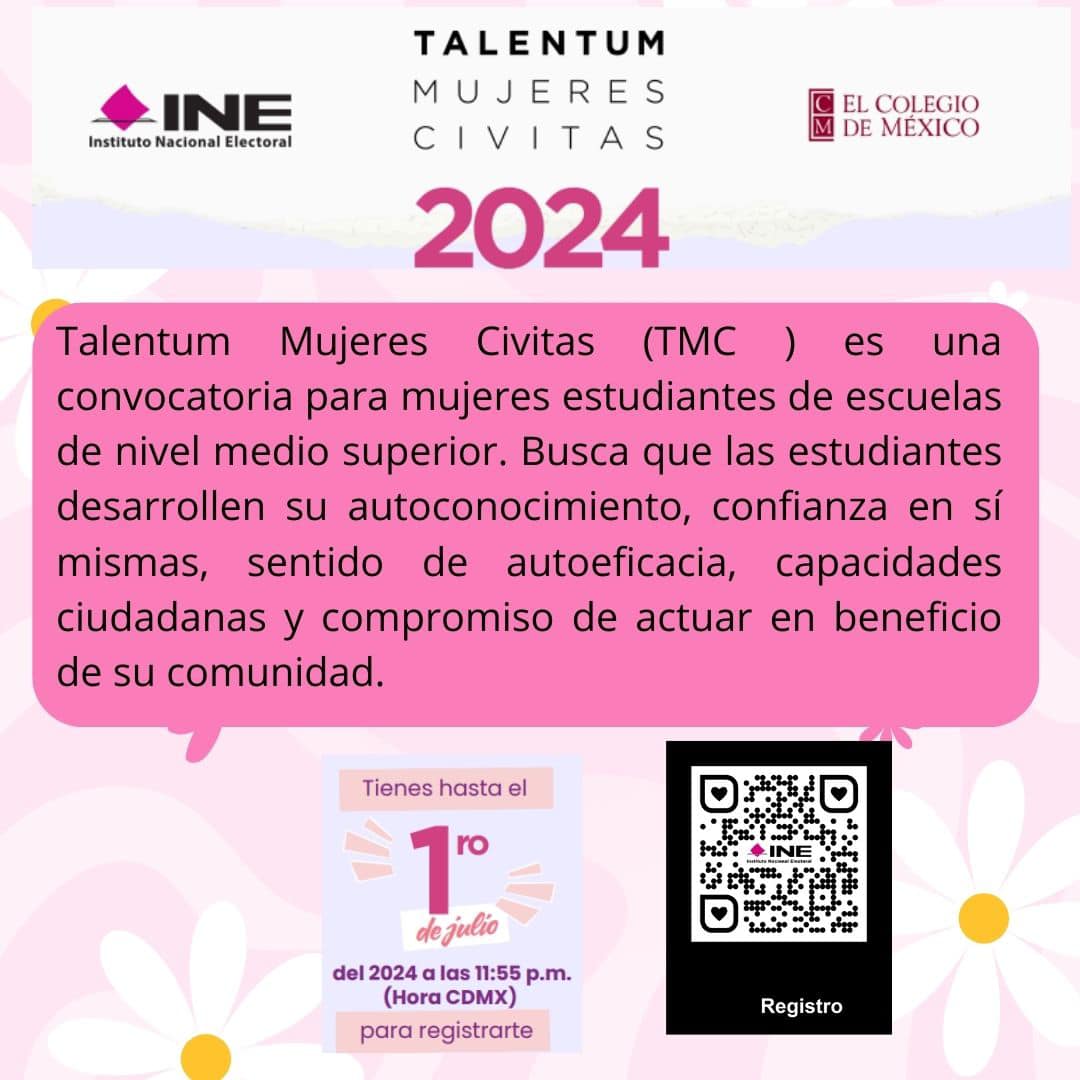 TALENTUM
MUJERES
CIVITAS
2024
INE
Instituto Nacional Electoral
C
M
EL COLEGIO
DE MÉXICO
Talentum Mujeres Civitas (TMC ) es una
convocatoria para mujeres estudiantes de escuelas
de nivel medio superior. Busca que las estudiantes
desarrollen su autoconocimiento, confianza en sí
mismas, sentido de autoeficacia, capacidades
ciudadanas y compromiso de actuar en beneficio
de su comunidad.
Tienes hasta el
1ro
de julio
del 2024 a las 11:55 p.m.
(Hora CDMX)
para registrarte
INE
Instituto Nacional Electoral
Registro